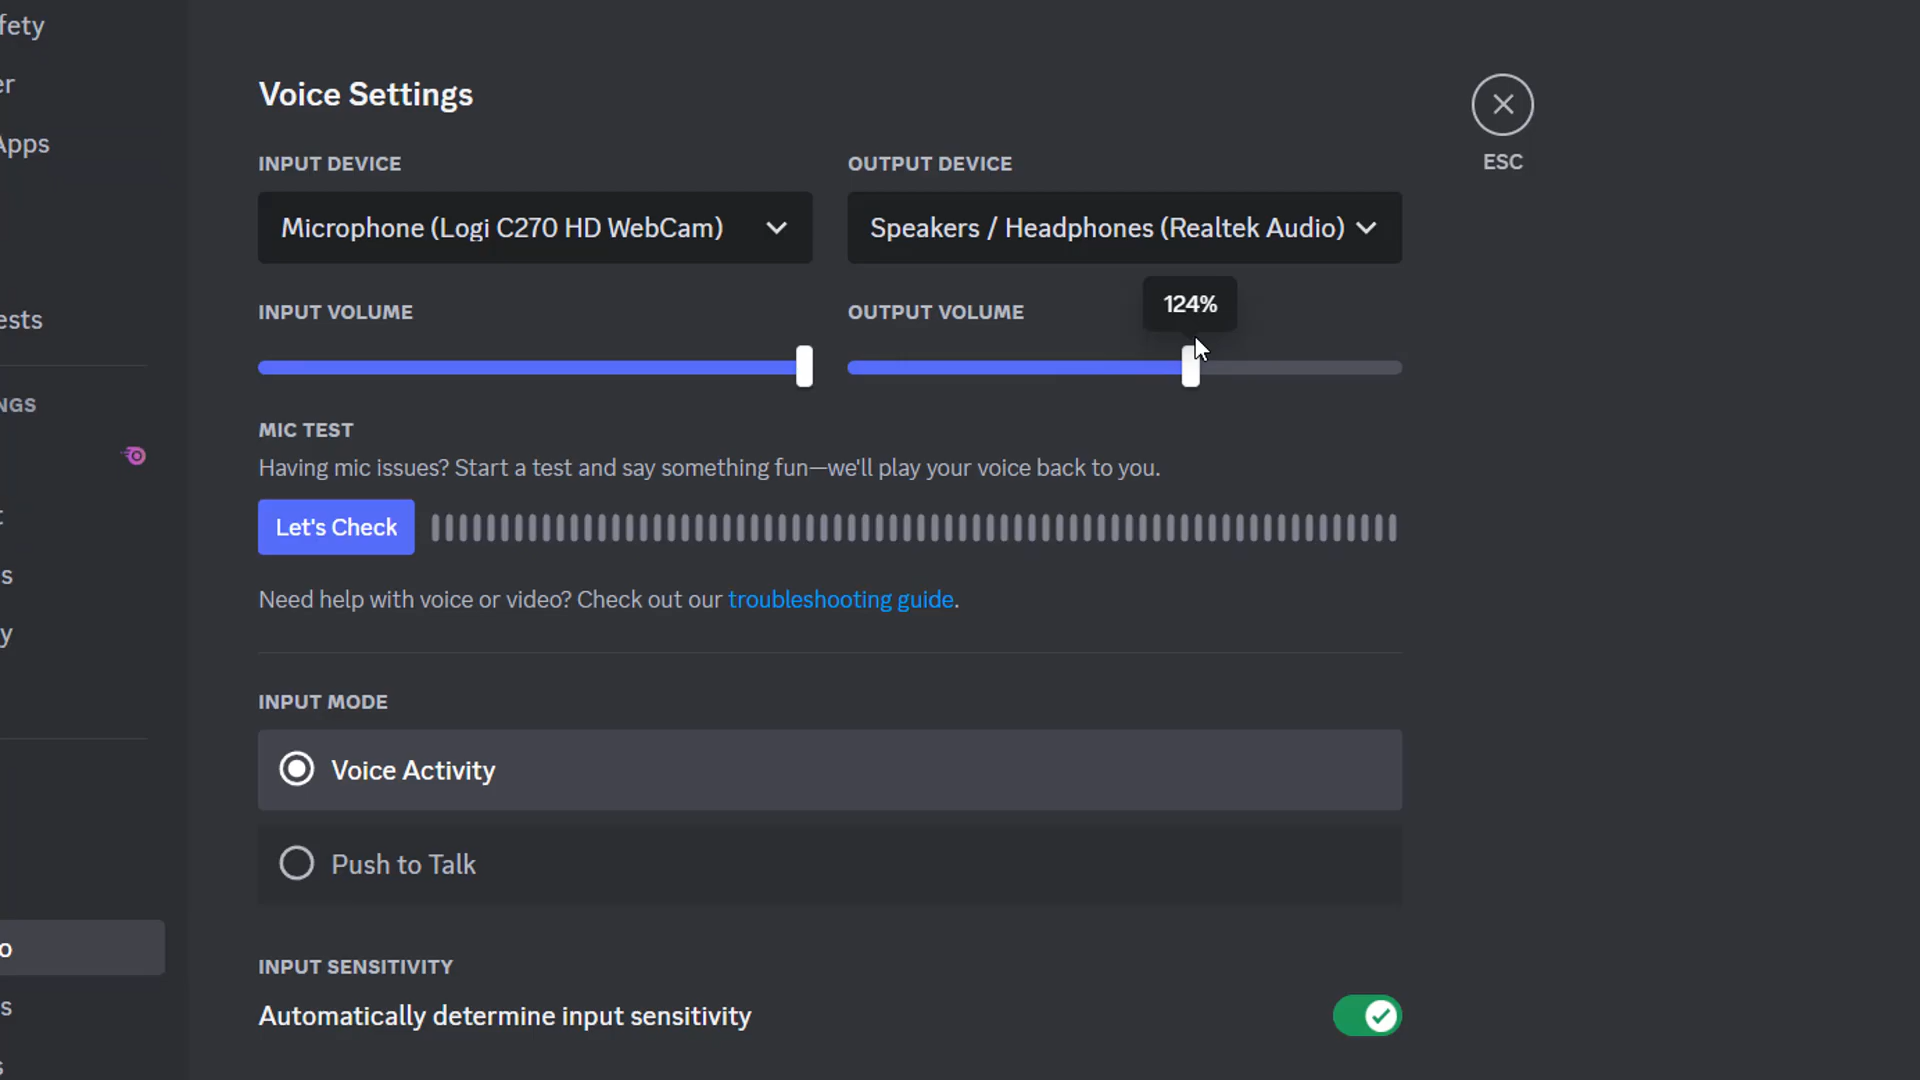 fety
er
Apps
ests
NGS
t
s
y
o
s
s
Voice Settings
ESC
INPUT DEVICE
OUTPUT DEVICE
Microphone (Logi C270 HD WebCam)
Speakers / Headphones (Realtek Audio)
INPUT VOLUME
OUTPUT VOLUME
124%
MIC TEST
Having mic issues? Start a test and say something fun—we'll play your voice back to you.
Let's Check
Need help with voice or video? Check out our troubleshooting guide.
INPUT MODE
Voice Activity
Push to Talk
INPUT SENSITIVITY
Automatically determine input sensitivity